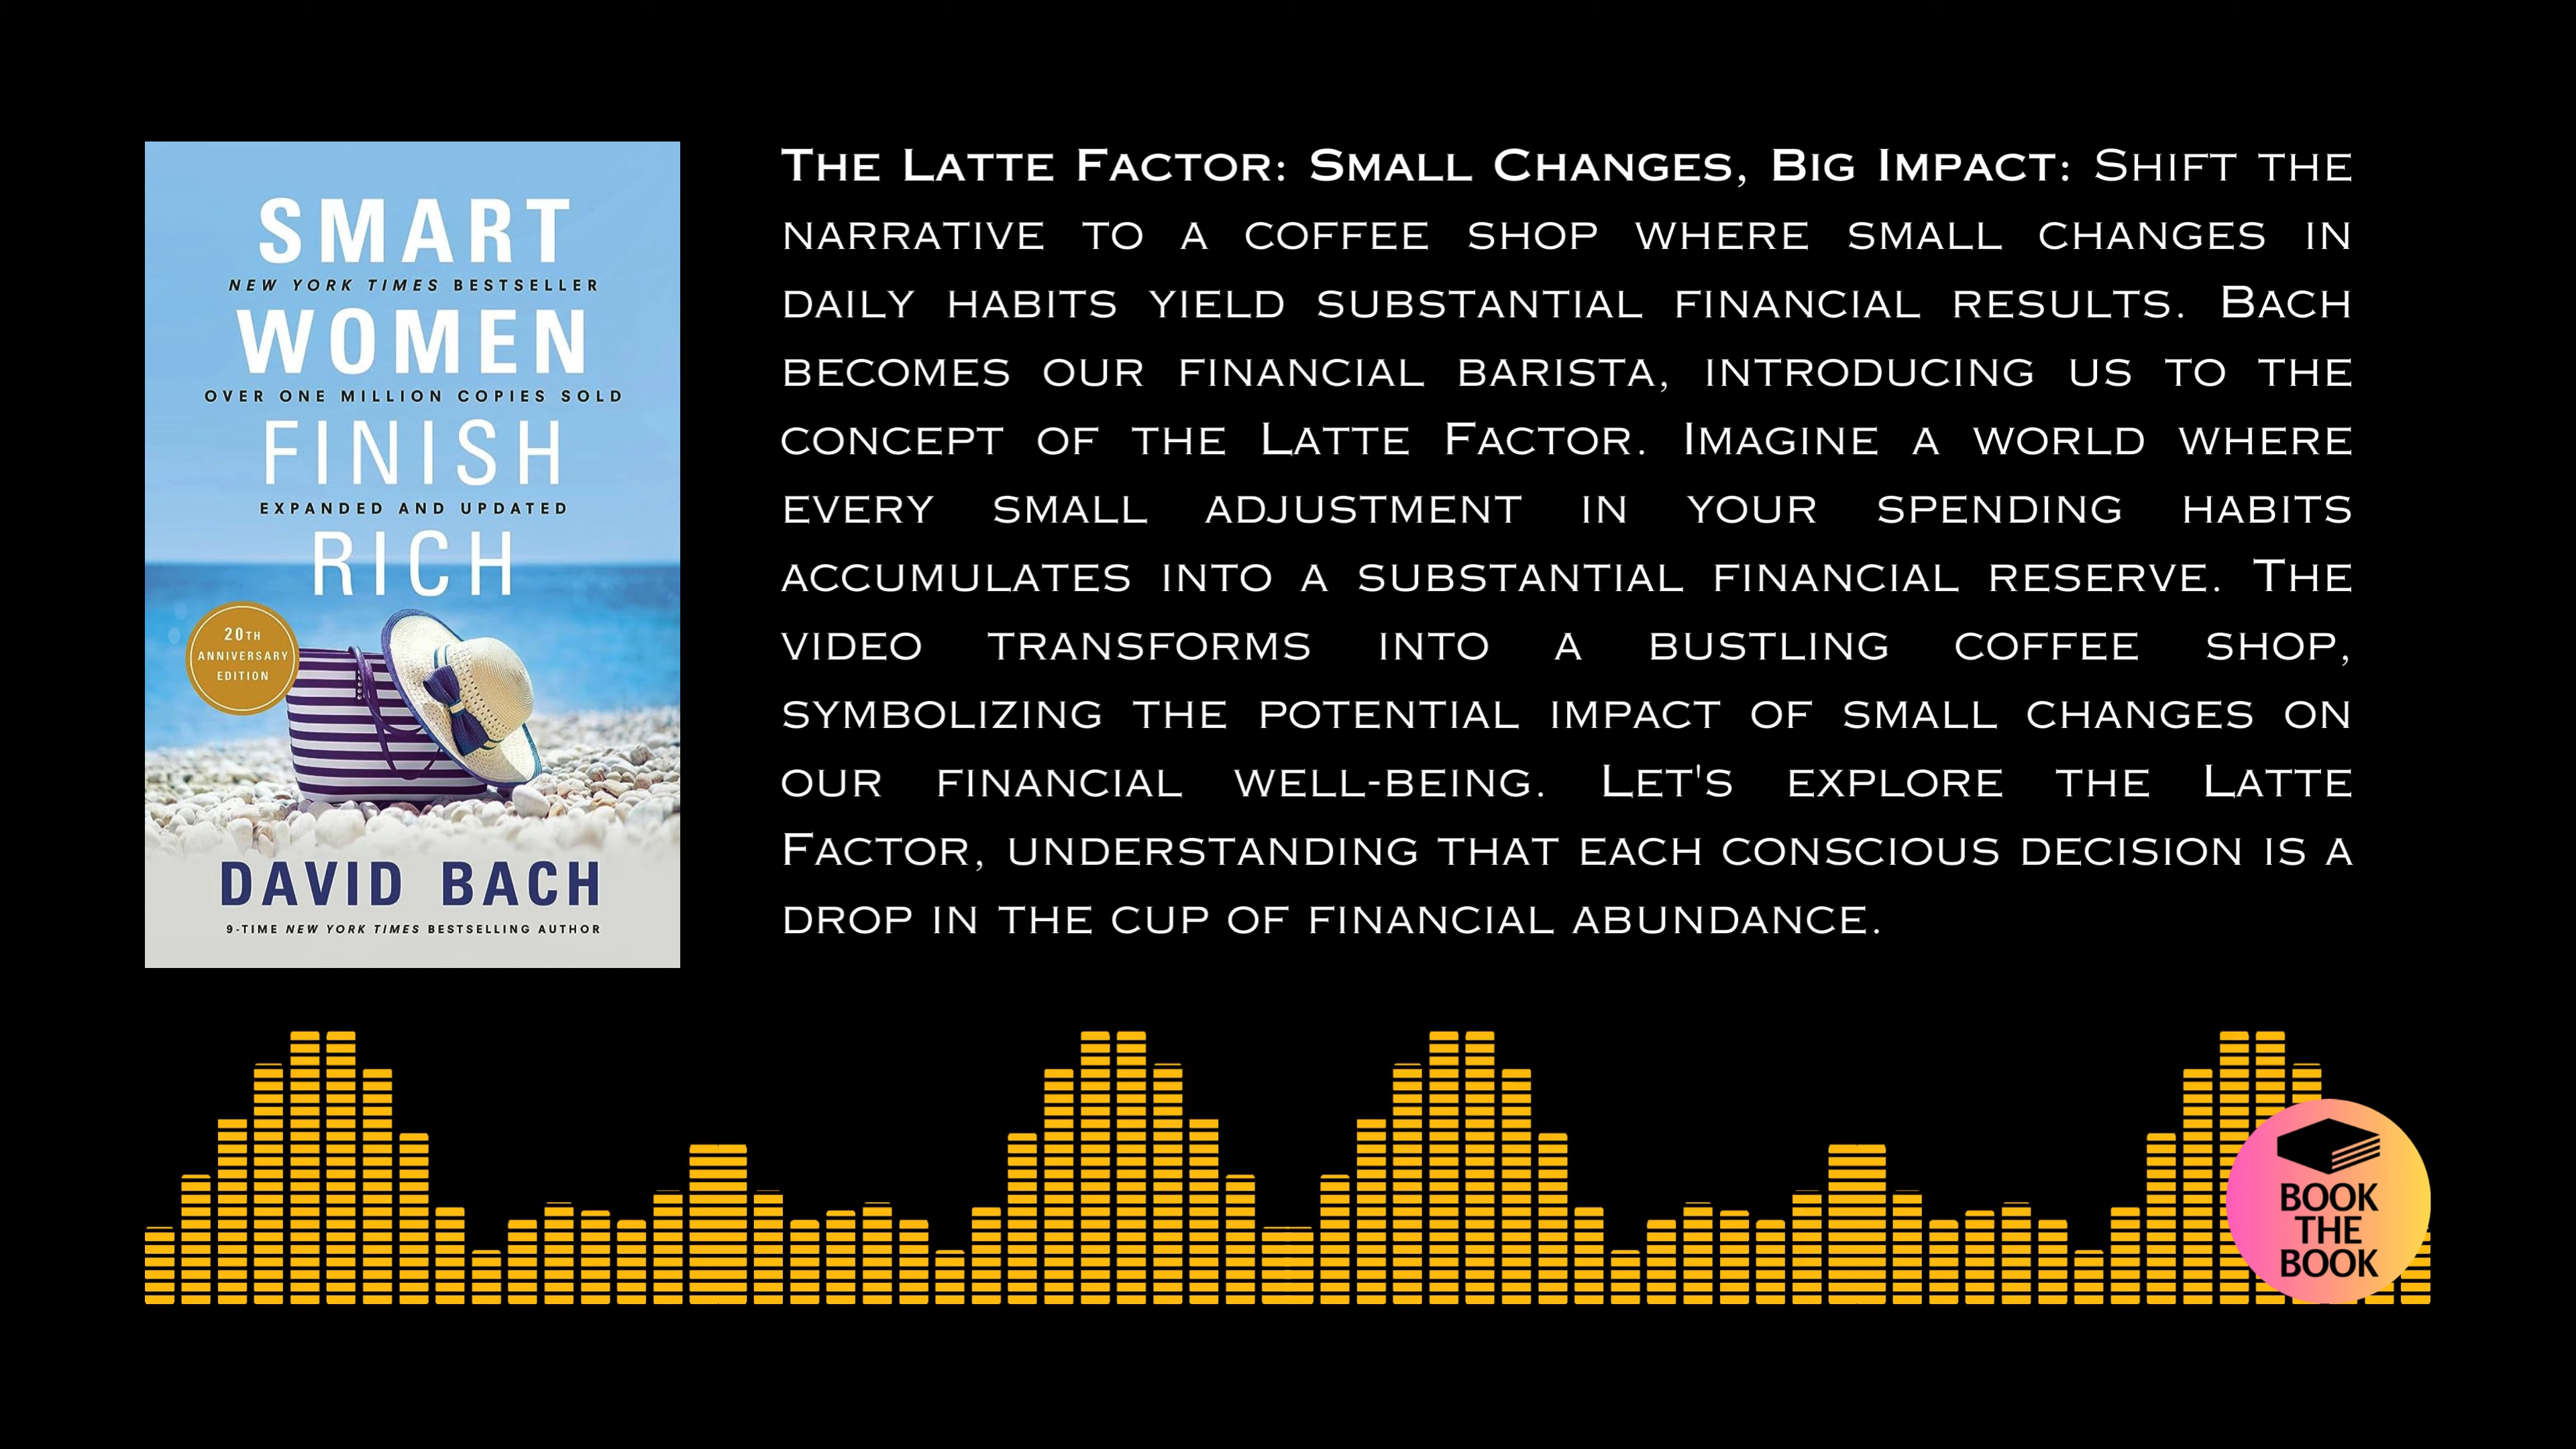 SMART
NEW YORK TIMES BESTSELLER
WOMEN
OVER ONE MILLION COPIES SOLD
FINISH
EXPANDED AND UPDATED
RICH
20TH
ANNIVERSARY
EDITION
DAVID BACH
9-TIME NEW YORK TIMES BESTSELLING AUTHOR
The Latte Factor: Small Changes, Big Impact: Shift the
narrative to a coffee shop where small changes in
daily habits yield substantial financial results. Bach
becomes our financial barista, introducing us to the
concept of the Latte Factor. Imagine a world where
every small adjustment in your spending habits
accumulates into a substantial financial reserve. The
video transforms into a bustling coffee shop,
symbolizing the potential impact of small changes on
our financial well-being. Let's explore the Latte
Factor, understanding that each conscious decision is a
drop in the cup of financial abundance.
BOOK
THE
BOOK